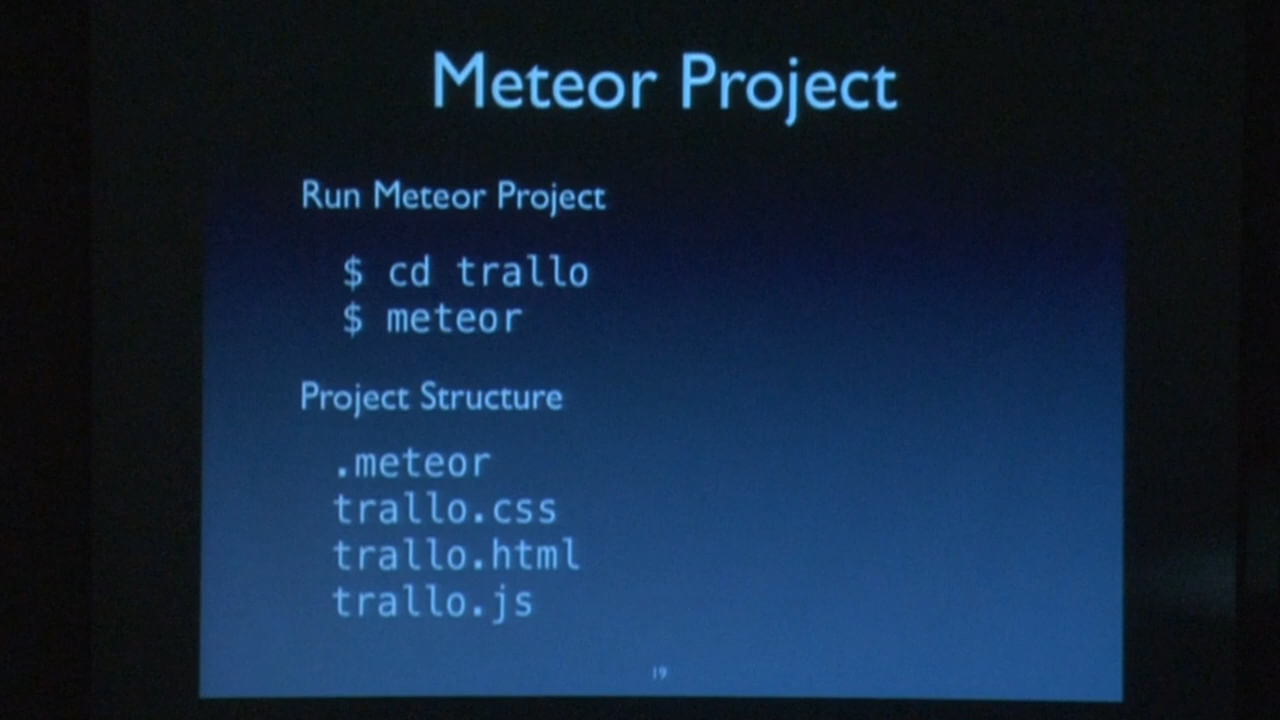 Meteor Project
Run Meteor Project
$ cd trallo
$ meteor
Project Structure
.meteor
trallo.css
trallo.html
trallo.js
19